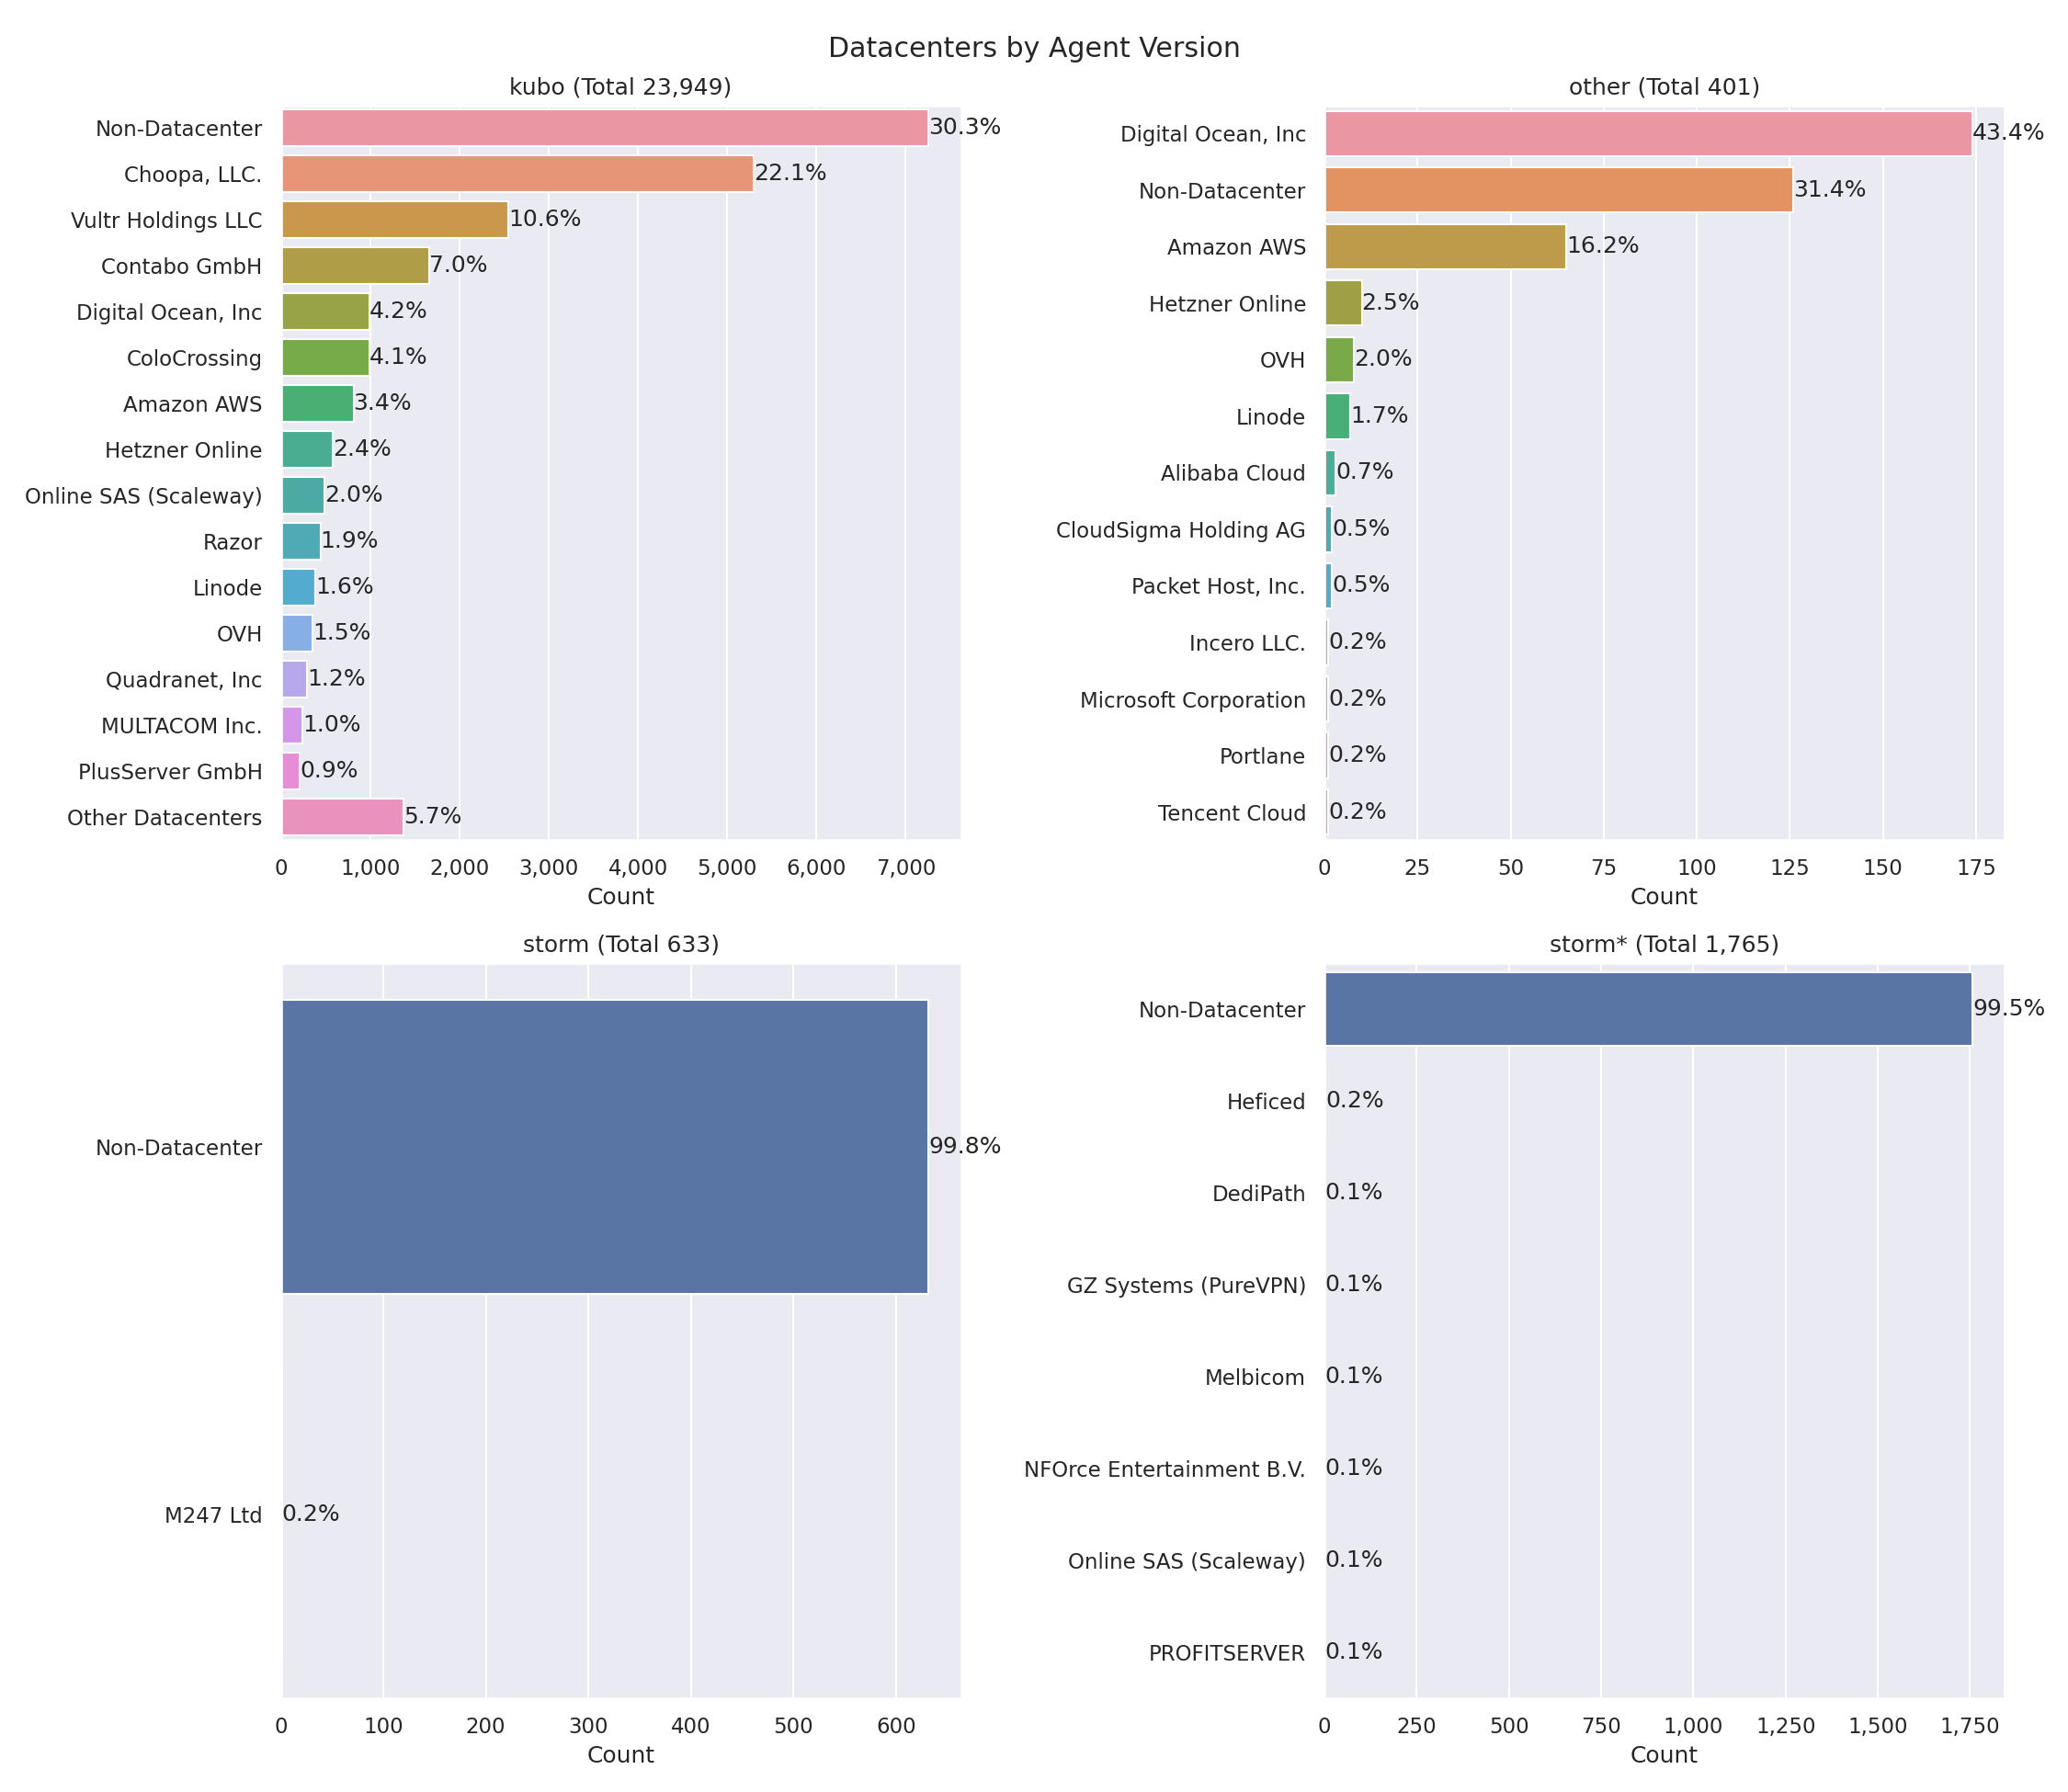 Datacenters by Agent Version
kubo (Total 23,949)
Non-Datacenter 30.3%
Choopa, LLC. 22.1%
Vultr Holdings LLC 10.6%
Contabo GmbH 7.0%
Digital Ocean, Inc 4.2%
ColoCrossing 4.1%
Amazon AWS 3.4%
Hetzner Online 2.4%
Online SAS (Scaleway) 2.0%
Razor 1.9%
Linode 1.6%
OVH 1.5%
Quadranet, Inc 1.2%
MULTACOM Inc. 1.0%
PlusServer GmbH 0.9%
Other Datacenters 5.7%
0 1,000 2,000 3,000 4,000 5,000 6,000 7,000
Count
other (Total 401)
Digital Ocean, Inc 43.4%
Non-Datacenter 31.4%
Amazon AWS 16.2%
Hetzner Online 2.5%
OVH 2.0%
Linode 1.7%
Alibaba Cloud 0.7%
CloudSigma Holding AG 0.5%
Packet Host, Inc. 0.5%
Incero LLC. 0.2%
Microsoft Corporation 0.2%
Portlane 0.2%
Tencent Cloud 0.2%
0 25 50 75 100 125 150 175
Count
storm (Total 633)
Non-Datacenter 99.8%
M247 Ltd 0.2%
0 100 200 300 400 500 600
Count
storm* (Total 1,765)
Non-Datacenter 99.5%
Heficed 0.2%
DediPath 0.1%
GZ Systems (PureVPN) 0.1%
Melbicom 0.1%
NFOrce Entertainment B.V. 0.1%
Online SAS (Scaleway) 0.1%
PROFITSERVER 0.1%
0 250 500 750 1,000 1,250 1,500 1,750
Count